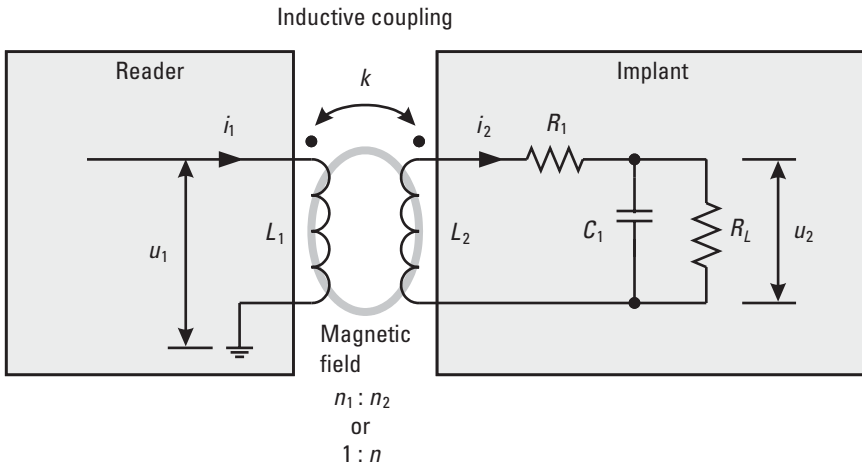 Inductive coupling
Reader
Implant
k
i1
i2
R1
u1
L1
L2
C1
RL
u2
Magnetic
field
n1 : n2
or
1 : n